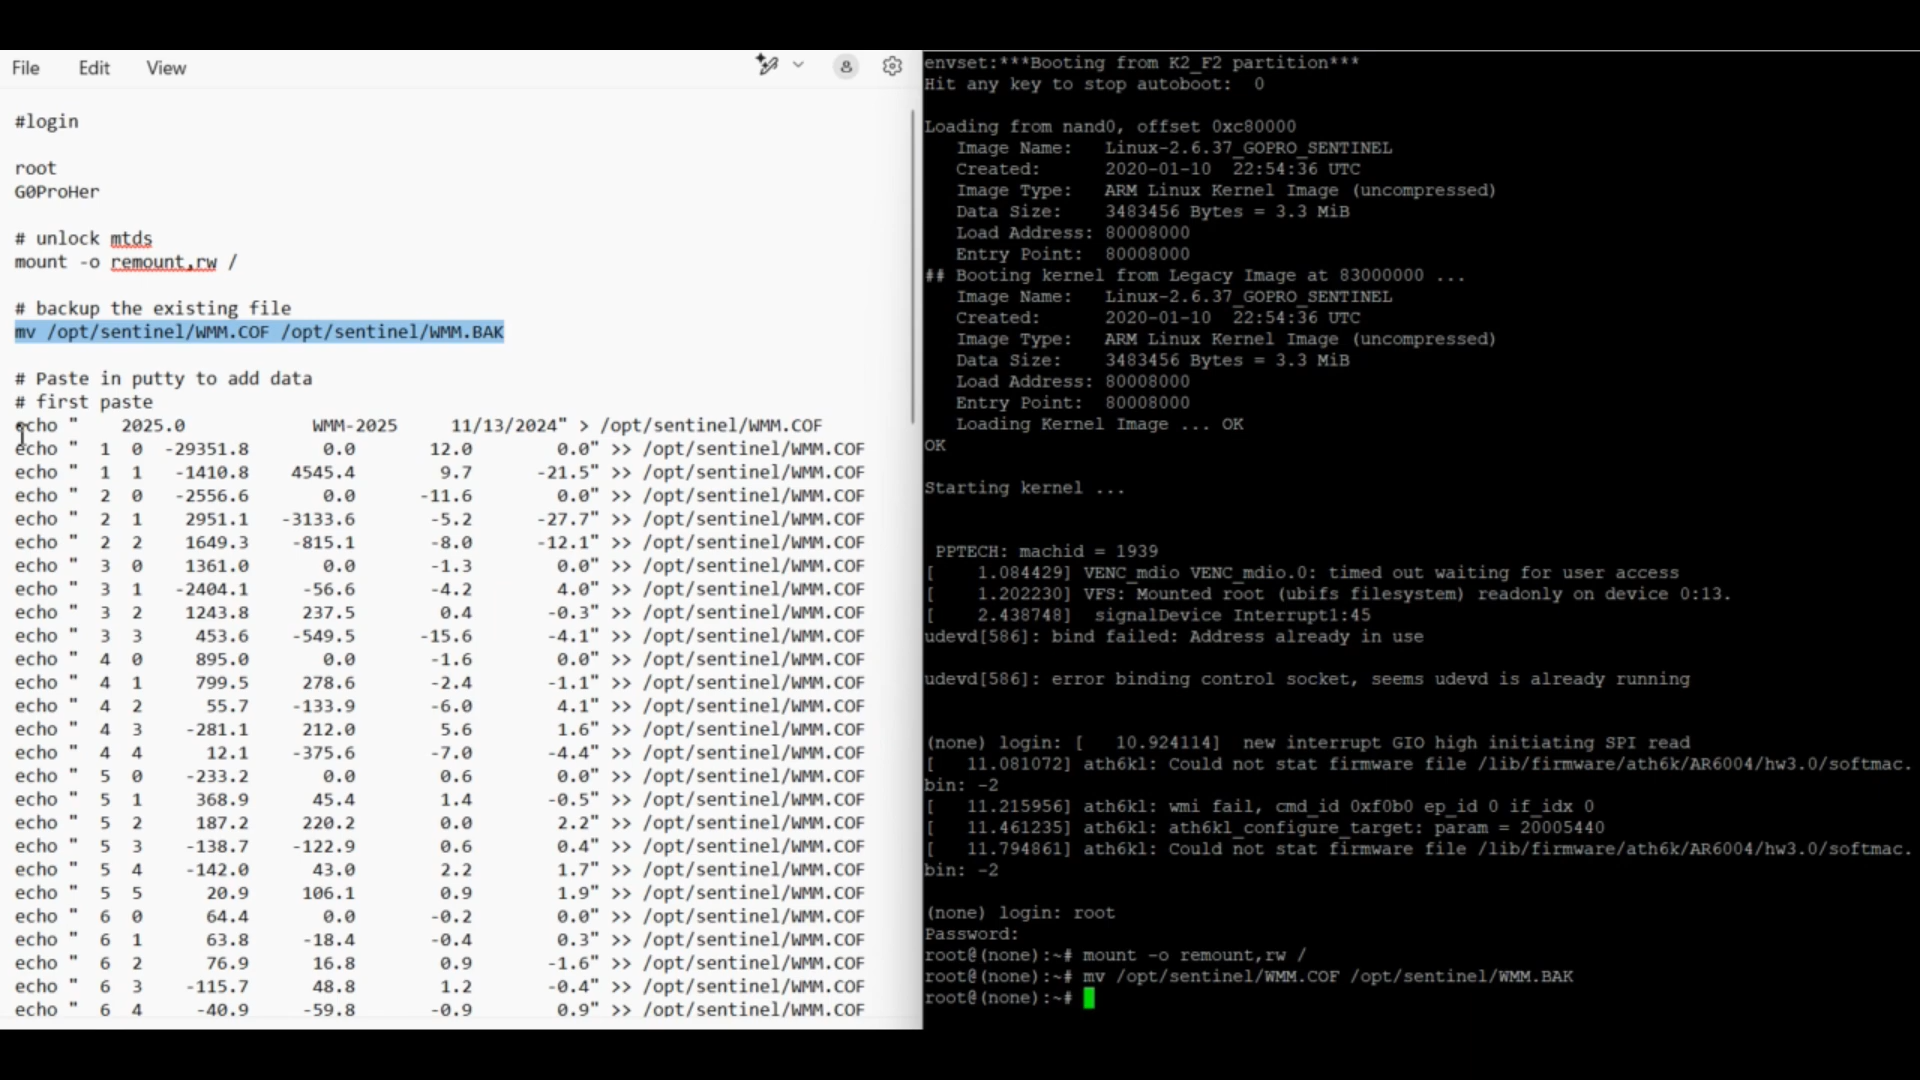 File Edit View
#login
root
G0ProHer
# unlock mtds
mount -o remount,rw /
# backup the existing file
mv /opt/sentinel/WMM.COF /opt/sentinel/WMM.BAK
# Paste in putty to add data
# first paste
echo "    2025.0            WMM-2025     11/13/2024" > /opt/sentinel/WMM.COF
echo "  1  0  -29351.8       0.0       12.0        0.0" >> /opt/sentinel/WMM.COF
echo "  1  1   -1410.8    4545.4        9.7      -21.5" >> /opt/sentinel/WMM.COF
echo "  2  0   -2556.6       0.0      -11.6        0.0" >> /opt/sentinel/WMM.COF
echo "  2  1    2951.1   -3133.6       -5.2      -27.7" >> /opt/sentinel/WMM.COF
echo "  2  2    1649.3    -815.1       -8.0      -12.1" >> /opt/sentinel/WMM.COF
echo "  3  0    1361.0       0.0       -1.3        0.0" >> /opt/sentinel/WMM.COF
echo "  3  1   -2404.1     -56.6       -4.2        4.0" >> /opt/sentinel/WMM.COF
echo "  3  2    1243.8     237.5        0.4       -0.3" >> /opt/sentinel/WMM.COF
echo "  3  3     453.6    -549.5      -15.6       -4.1" >> /opt/sentinel/WMM.COF
echo "  4  0     895.0       0.0       -1.6        0.0" >> /opt/sentinel/WMM.COF
echo "  4  1     799.5     278.6       -2.4       -1.1" >> /opt/sentinel/WMM.COF
echo "  4  2      55.7    -133.9       -6.0        4.1" >> /opt/sentinel/WMM.COF
echo "  4  3    -281.1     212.0        5.6        1.6" >> /opt/sentinel/WMM.COF
echo "  4  4      12.1    -375.6       -7.0       -4.4" >> /opt/sentinel/WMM.COF
echo "  5  0    -233.2       0.0        0.6        0.0" >> /opt/sentinel/WMM.COF
echo "  5  1     368.9      45.4        1.4       -0.5" >> /opt/sentinel/WMM.COF
echo "  5  2     187.2     220.2        0.0        2.2" >> /opt/sentinel/WMM.COF
echo "  5  3    -138.7    -122.9        0.6        0.4" >> /opt/sentinel/WMM.COF
echo "  5  4    -142.0      43.0        2.2        1.7" >> /opt/sentinel/WMM.COF
echo "  5  5      20.9     106.1        0.9        1.9" >> /opt/sentinel/WMM.COF
echo "  6  0      64.4       0.0       -0.2        0.0" >> /opt/sentinel/WMM.COF
echo "  6  1      63.8     -18.4       -0.4        0.3" >> /opt/sentinel/WMM.COF
echo "  6  2      76.9      16.8        0.9       -1.6" >> /opt/sentinel/WMM.COF
echo "  6  3    -115.7      48.8        1.2       -0.4" >> /opt/sentinel/WMM.COF
echo "  6  4     -40.9     -59.8       -0.9        0.9" >> /opt/sentinel/WMM.COF
envset:***Booting from K2_F2 partition***
Hit any key to stop autoboot:  0
Loading from nand0, offset 0xc80000
Image Name:   Linux-2.6.37_GOPRO_SENTINEL
Created:      2020-01-10  22:54:36 UTC
Image Type:   ARM Linux Kernel Image (uncompressed)
Data Size:    3483456 Bytes = 3.3 MiB
Load Address: 80008000
Entry Point:  80008000
## Booting kernel from Legacy Image at 83000000 ...
Image Name:   Linux-2.6.37_GOPRO_SENTINEL
Created:      2020-01-10  22:54:36 UTC
Image Type:   ARM Linux Kernel Image (uncompressed)
Data Size:    3483456 Bytes = 3.3 MiB
Load Address: 80008000
Entry Point:  80008000
Loading Kernel Image ... OK
OK
Starting kernel ...
PPTECH: machid = 1939
[    1.084429] VENC_mdio VENC_mdio.0: timed out waiting for user access
[    1.202230] VFS: Mounted root (ubifs filesystem) readonly on device 0:13.
[    2.438748]  signalDevice Interrupt1:45
udevd[586]: bind failed: Address already in use
udevd[586]: error binding control socket, seems udevd is already running
(none) login: [   10.924114]  new interrupt GIO high initiating SPI read
[   11.081072] ath6kl: Could not stat firmware file /lib/firmware/ath6k/AR6004/hw3.0/softmac.
bin: -2
[   11.215956] ath6kl: wmi fail, cmd_id 0xf0b0 ep_id 0 if_idx 0
[   11.461235] ath6kl: ath6kl_configure_target: param = 20005440
[   11.794861] ath6kl: Could not stat firmware file /lib/firmware/ath6k/AR6004/hw3.0/softmac.
bin: -2
(none) login: root
Password:
root@(none):~# mount -o remount,rw /
root@(none):~# mv /opt/sentinel/WMM.COF /opt/sentinel/WMM.BAK
root@(none):~#